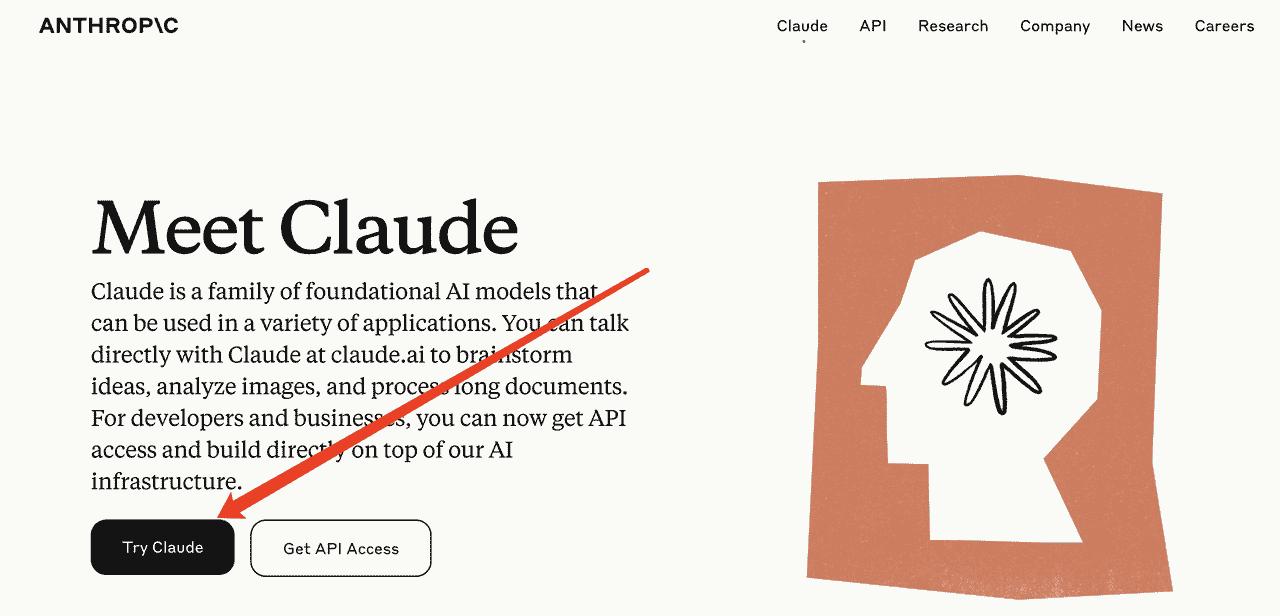 ANTHROP\C
Claude API Research Company News Careers
Meet Claude
Claude is a family of foundational AI models that
can be used in a variety of applications. You can talk
directly with Claude at claude.ai to brainstorm
ideas, analyze images, and process long documents.
For developers and businesses, you can now get API
access and build directly on top of our AI
infrastructure.
Try Claude Get API Access